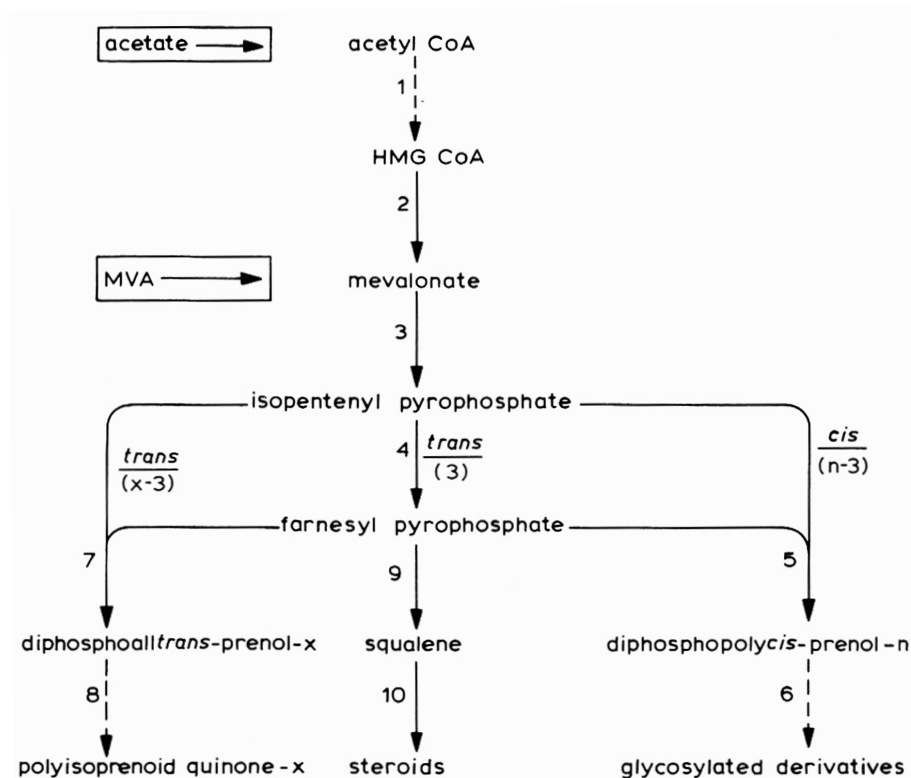 acetate
acetyl CoA
1
HMG CoA
2
MVA
mevalonate
3
isopentenyl pyrophosphate
trans
(x-3)
4
trans
(3)
cis
(n-3)
farnesyl pyrophosphate
7
9
5
diphosphoalltrans-prenol-x
squalene
diphosphopolycis-prenol-n
8
10
6
polyisoprenoid quinone-x
steroids
glycosylated derivatives